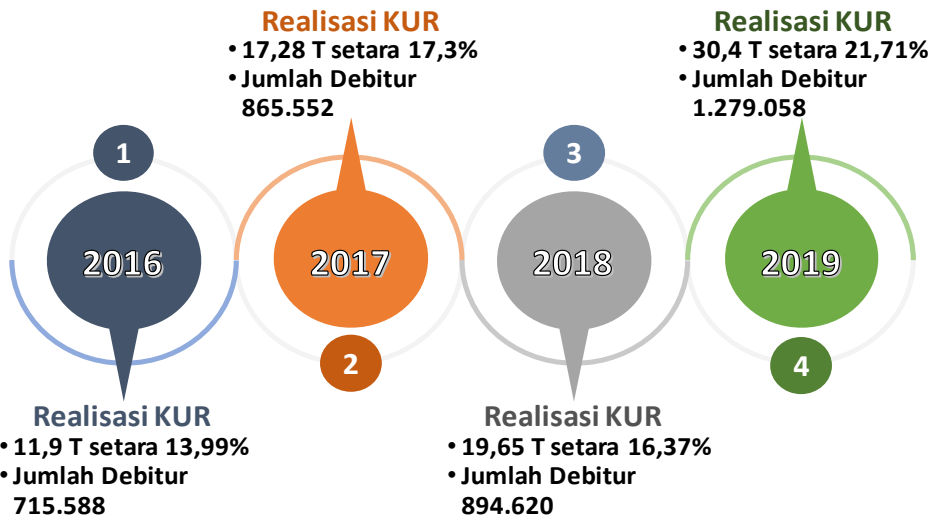 Realisasi KUR
• 17,28 T setara 17,3%
• Jumlah Debitur
865.552
Realisasi KUR
• 30,4 T setara 21,71%
• Jumlah Debitur
1.279.058
1
3
2016
2017
2018
2019
2
4
Realisasi KUR
• 11,9 T setara 13,99%
• Jumlah Debitur
715.588
Realisasi KUR
• 19,65 T setara 16,37%
• Jumlah Debitur
894.620